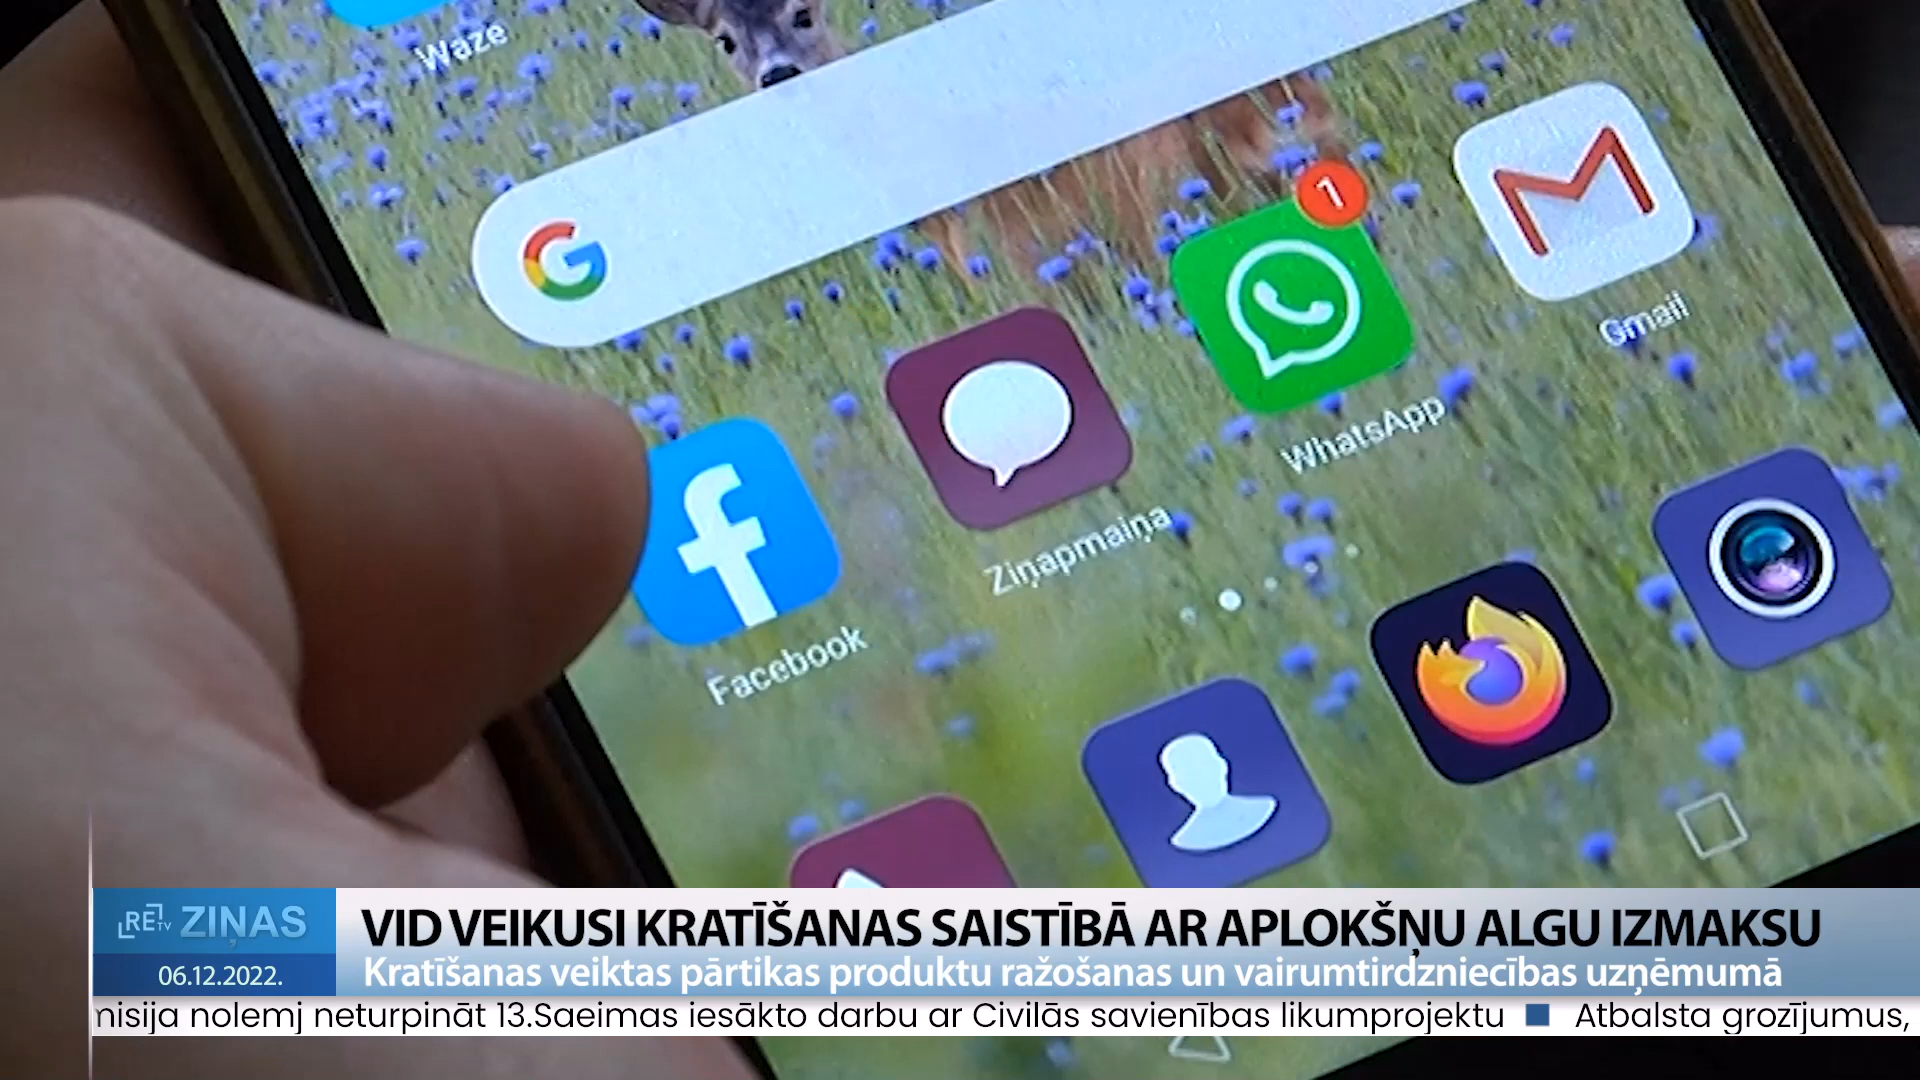 Waze
1
Gmail
WhatsApp
Ziņapmaiņa
Facebook
RE TV ZIŅAS
VID VEIKUSI KRATĪŠANAS SAISTĪBĀ AR APLOKŠŅU ALGU IZMAKSU
06.12.2022.
Kratīšanas veiktas pārtikas produktu ražošanas un vairumtirdzniecības uzņēmumā
misija nolemj neturpināt 13.Saeimas iesākto darbu ar Civilās savienības likumprojektu ■ Atbalsta grozījumus,